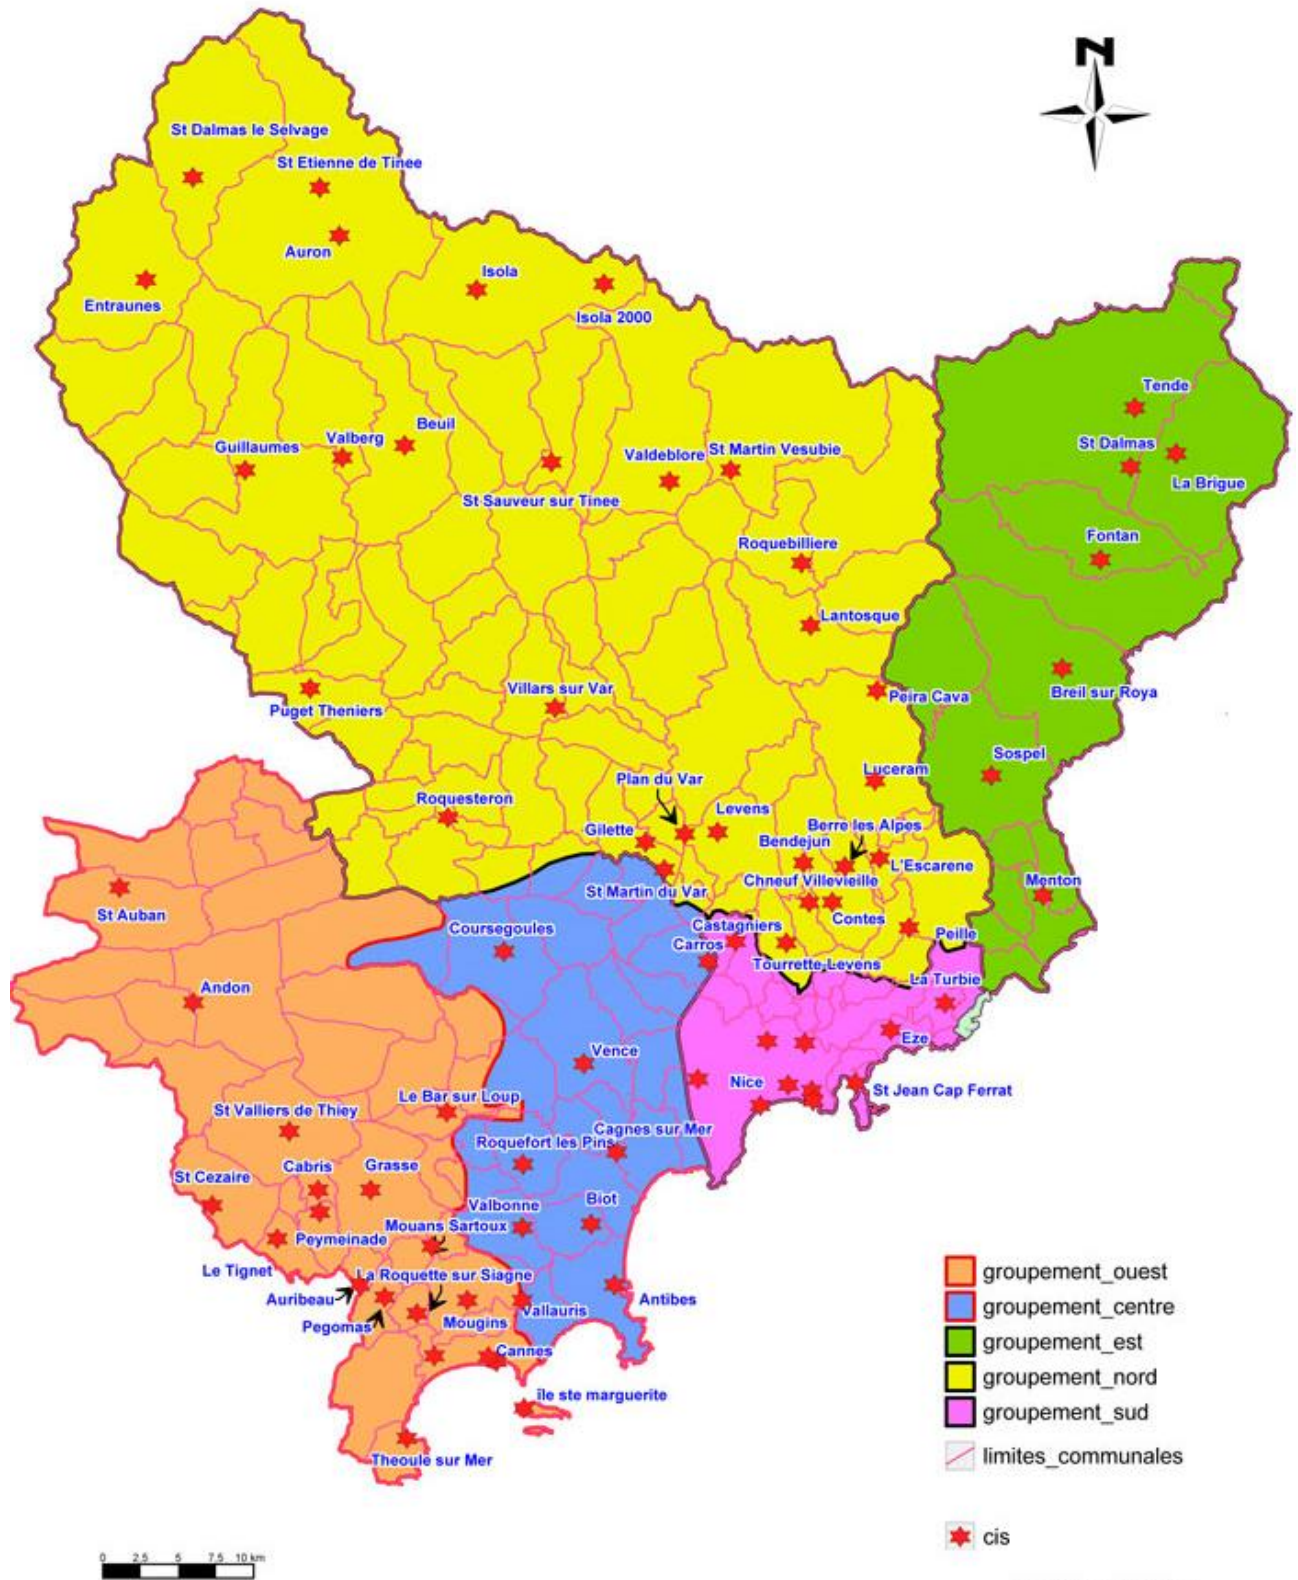 N
St Dalmas le Selvage
St Etienne de Tinee
Auron
Isola
Entraunes
Isola 2000
Tende
Beuil
Valberg
Guillaumes
St Dalmas
Valdeblore
St Martin Vesubie
La Brigue
St Sauveur sur Tinee
Fontan
Roquebilliere
Lantosque
Villars sur Var
Breil sur Roya
Peira Cava
Puget Theniers
Sospel
Luceram
Plan du Var
Roquesteron
Levens
Berre les Alpes
Gilette
Bendejun
L'Escarene
Chneuf Villevieille
Menton
St Martin du Var
St Auban
Contes
Castagniers
Coursegoules
Peille
Carros
Tourrette Levens
La Turbie
Andon
Eze
Vence
Nice
St Jean Cap Ferrat
Le Bar sur Loup
St Valliers de Thiey
Cagnes sur Mer
Roquefort les Pins
Cabris
Grasse
St Cezaire
Biot
Valbonne
Mouans Sartoux
Peymeinade
Le Tignet
La Roquette sur Siagne
Auribeau
Antibes
Vallauris
Pegomas
Mougins
Cannes
île ste marguerite
Theoule sur Mer
groupement_ouest
groupement_centre
groupement_est
groupement_nord
groupement_sud
limites_communales
cis
0 2,5 5 7,5 10 km